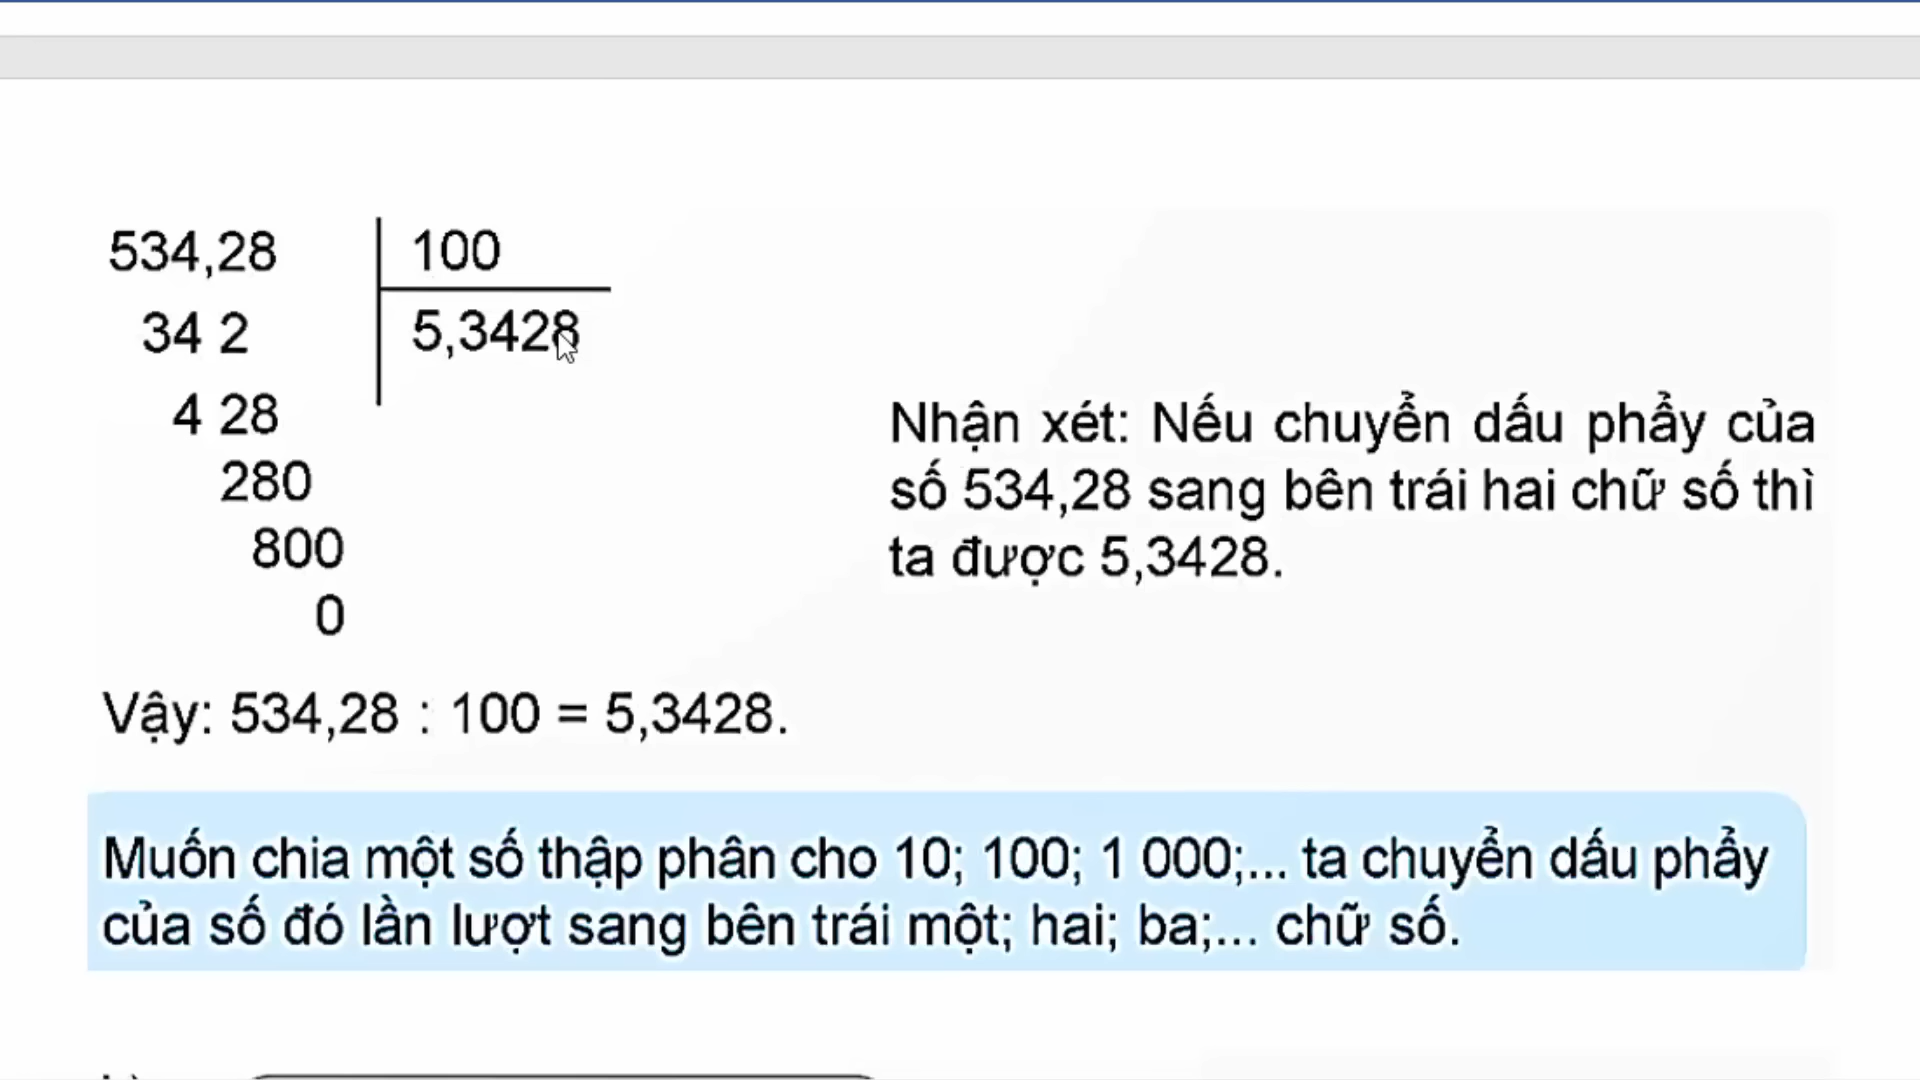 534,28 100
34 2 5,3428
4 28
280
800
0
Nhận xét: Nếu chuyển dấu phẩy của
số 534,28 sang bên trái hai chữ số thì
ta được 5,3428.
Vậy: 534,28 : 100 = 5,3428.
Muốn chia một số thập phân cho 10; 100; 1 000;... ta chuyển dấu phẩy
của số đó lần lượt sang bên trái một; hai; ba;... chữ số.